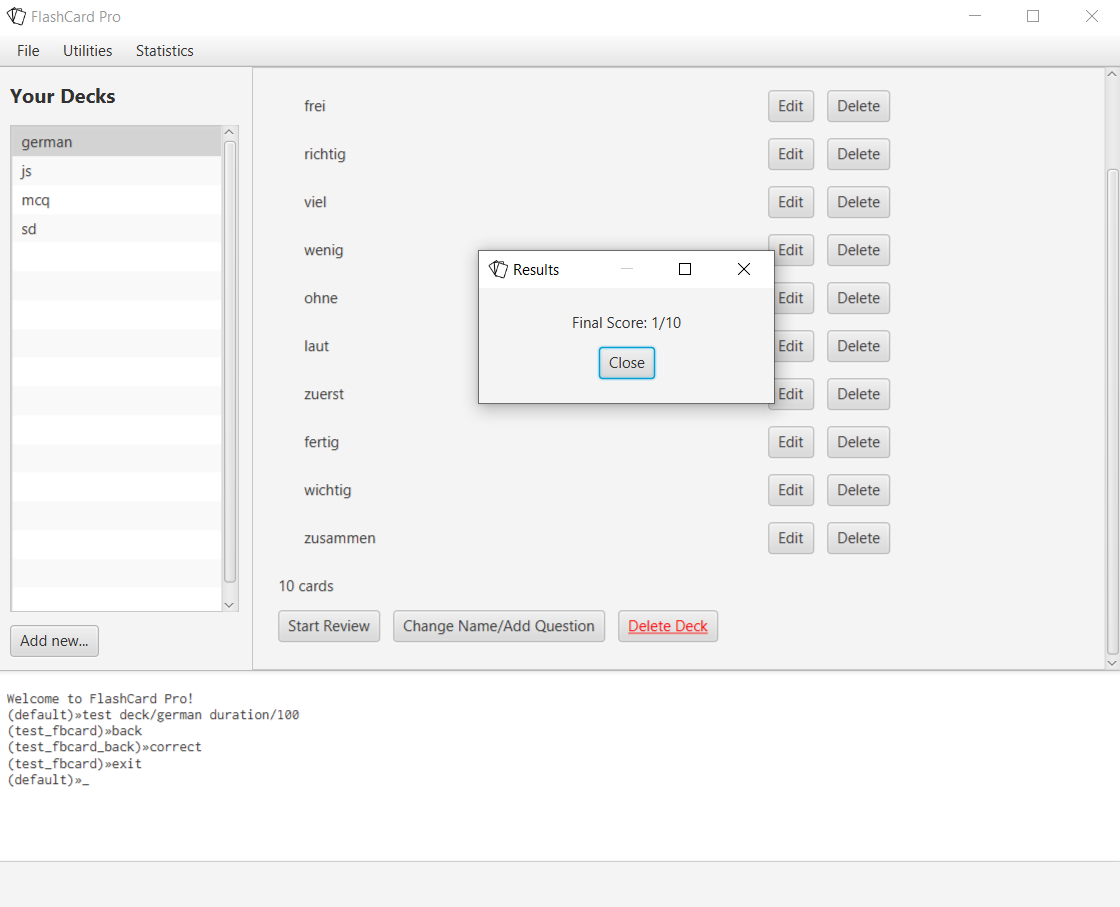 FlashCard Pro
File Utilities Statistics
Your Decks
german
js
mcq
sd
Add new...
frei Edit Delete
richtig Edit Delete
viel Edit Delete
wenig Edit Delete
ohne Edit Delete
laut Edit Delete
zuerst Edit Delete
fertig Edit Delete
wichtig Edit Delete
zusammen Edit Delete
10 cards
Start Review Change Name/Add Question Delete Deck
Results
Final Score: 1/10
Close
Welcome to FlashCard Pro!
(default)»test deck/german duration/100
(test_fbcard)»back
(test_fbcard_back)»correct
(test_fbcard)»exit
(default)»_